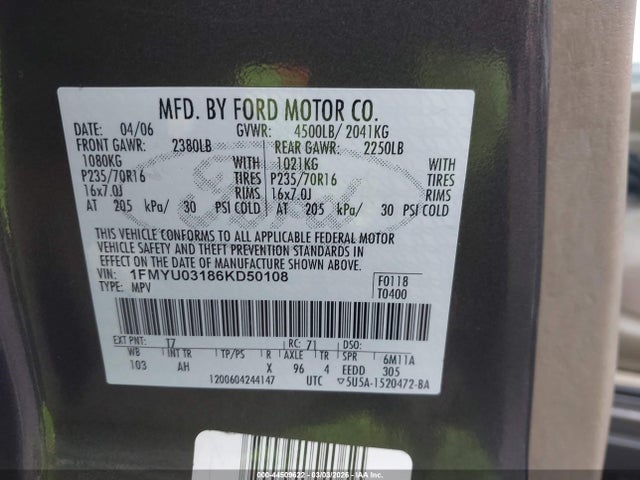 MFD. BY FORD MOTOR CO.
DATE: 04/06 GVWR: 4500LB/ 2041KG
FRONT GAWR: 2380LB REAR GAWR: 2250LB
1080KG WITH 1021KG WITH
P235/70R16 TIRES P235/70R16 TIRES
16x7.0J RIMS 16x7.0J RIMS
AT 205 kPa/ 30 PSI COLD AT 205 kPa/ 30 PSI COLD
Ford
THIS VEHICLE CONFORMS TO ALL APPLICABLE FEDERAL MOTOR
VEHICLE SAFETY AND THEFT PREVENTION STANDARDS IN
EFFECT ON THE DATE OF MANUFACTURE SHOWN ABOVE.
VIN: 1FMYU03186KD50108 F0118
TYPE: MPV T0400
EXT PNT: T7 RC: 71 DSO:
WB INT TR TP/PS R AXLE TR SPR 6M11A
103 AH X 96 4 EEDD 305
1200604244147 UTC ▽5U5A-1520472-BA
000-44509622 - 03/03/2026 - COPART, INC.